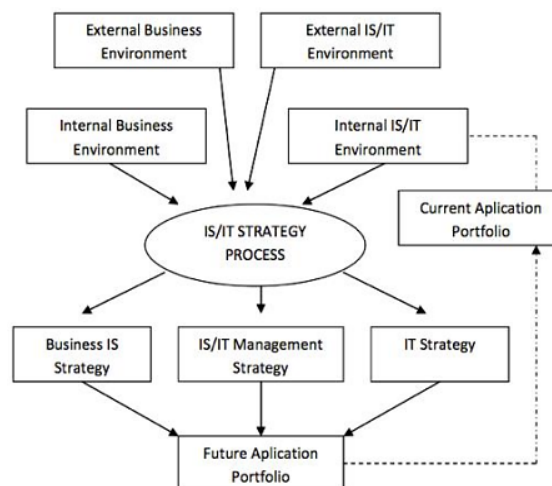 External Business
Environment
External IS/IT
Environment
Internal Business
Environment
Internal IS/IT
Environment
Current Aplication
Portfolio
IS/IT STRATEGY
PROCESS
Business IS
Strategy
IS/IT Management
Strategy
IT Strategy
Future Aplication
Portfolio